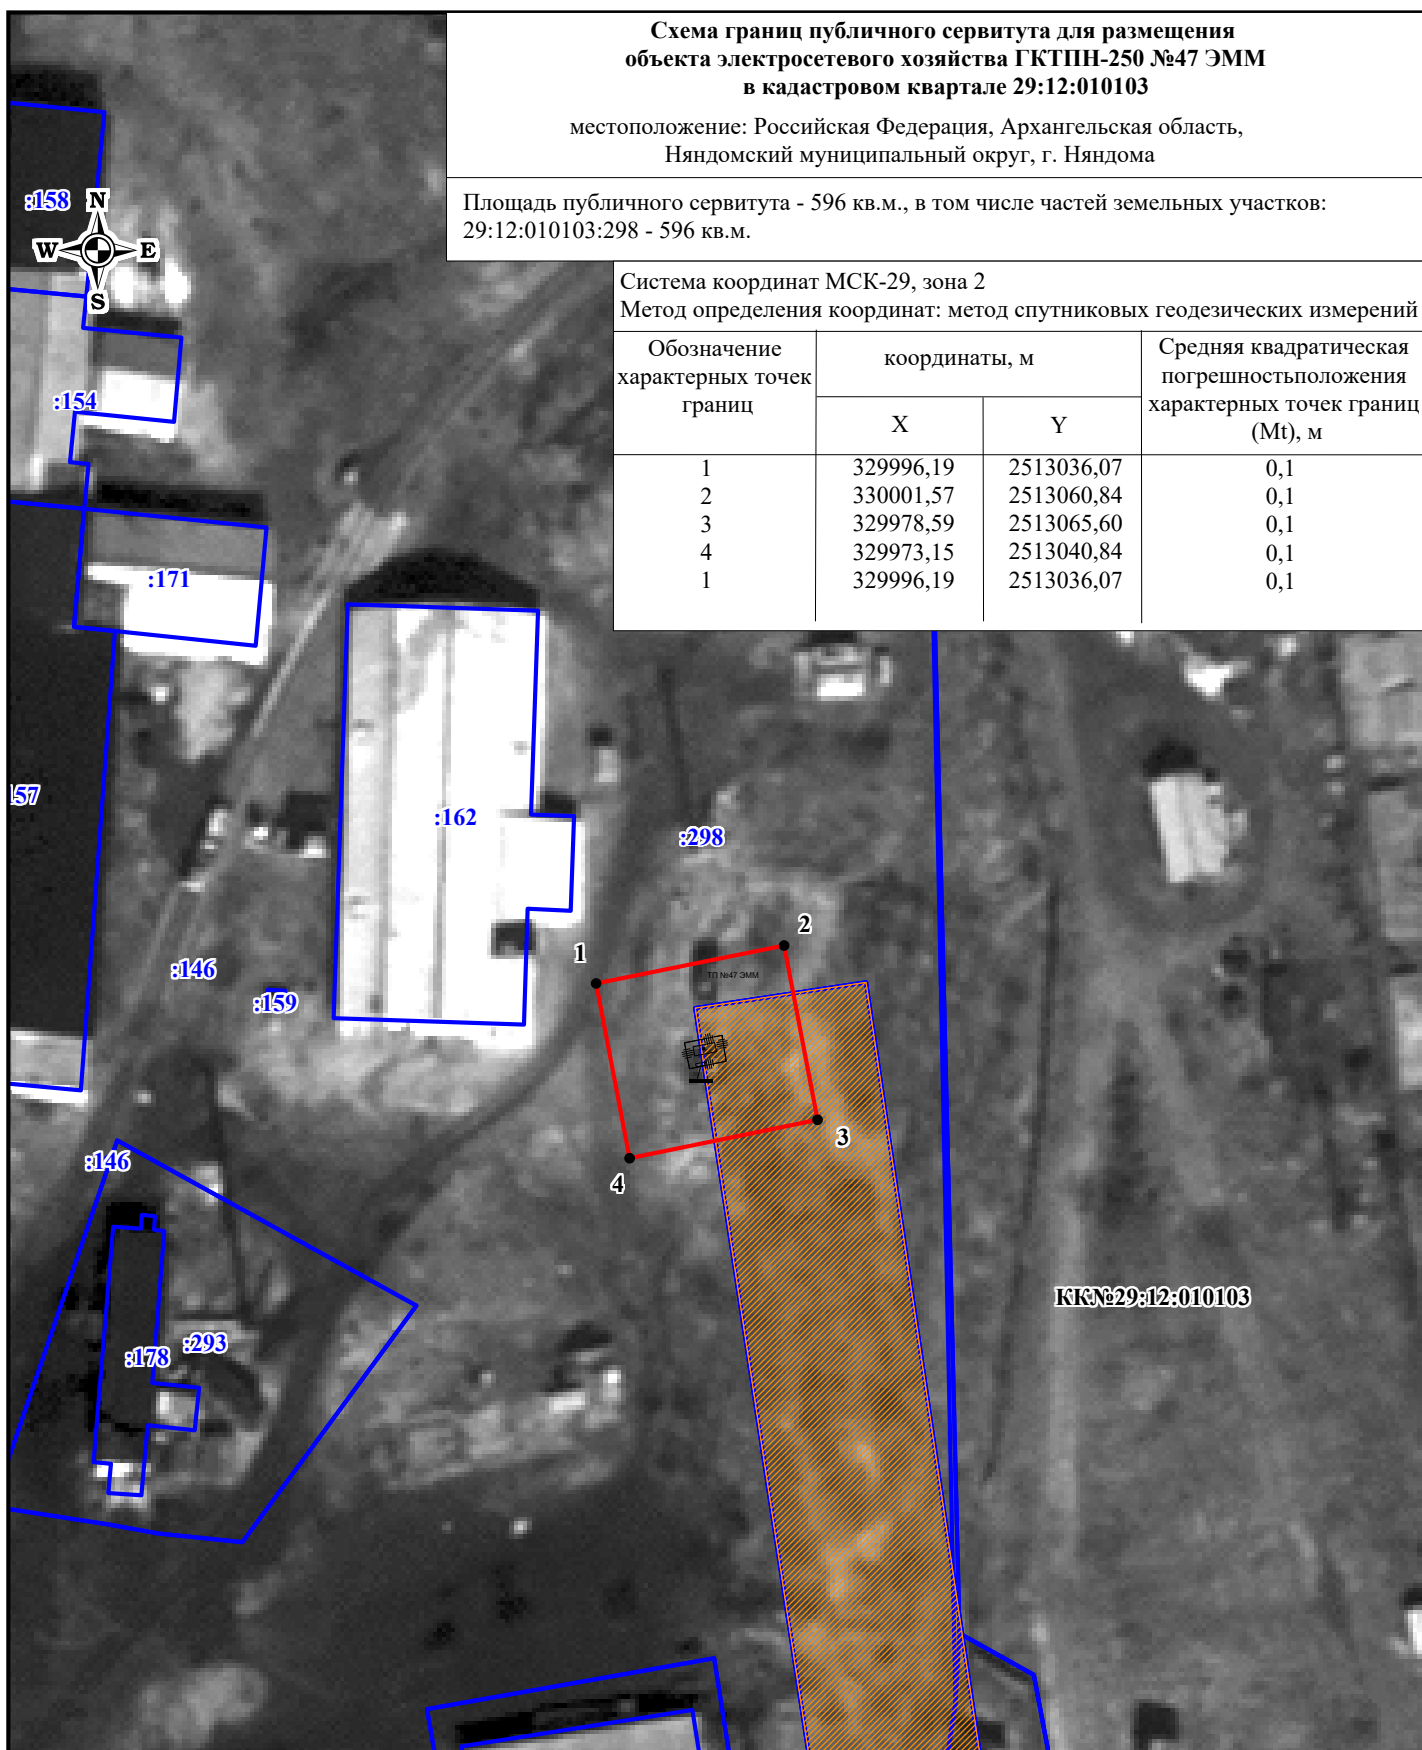 Схема границ публичного сервитута для размещения
объекта электросетевого хозяйства ГКТПН-250 №47 ЭММ
в кадастровом квартале 29:12:010103
местоположение: Российская Федерация, Архангельская область,
Няндомский муниципальный округ, г. Няндома
Площадь публичного сервитута - 596 кв.м., в том числе частей земельных участков:
29:12:010103:298 - 596 кв.м.
Система координат МСК-29, зона 2
Метод определения координат: метод спутниковых геодезических измерений
Обозначение
характерных точек
границ
координаты, м
X
Y
Средняя квадратическая
погрешностьположения
характерных точек границ
(Mt), м
1 329996,19 2513036,07 0,1
2 330001,57 2513060,84 0,1
3 329978,59 2513065,60 0,1
4 329973,15 2513040,84 0,1
1 329996,19 2513036,07 0,1
:158
N
W
E
S
:154
:171
157
:162
:298
2
1
ТП №47 ЭММ
:146
:159
3
4
:146
КК№29:12:010103
:293
:178